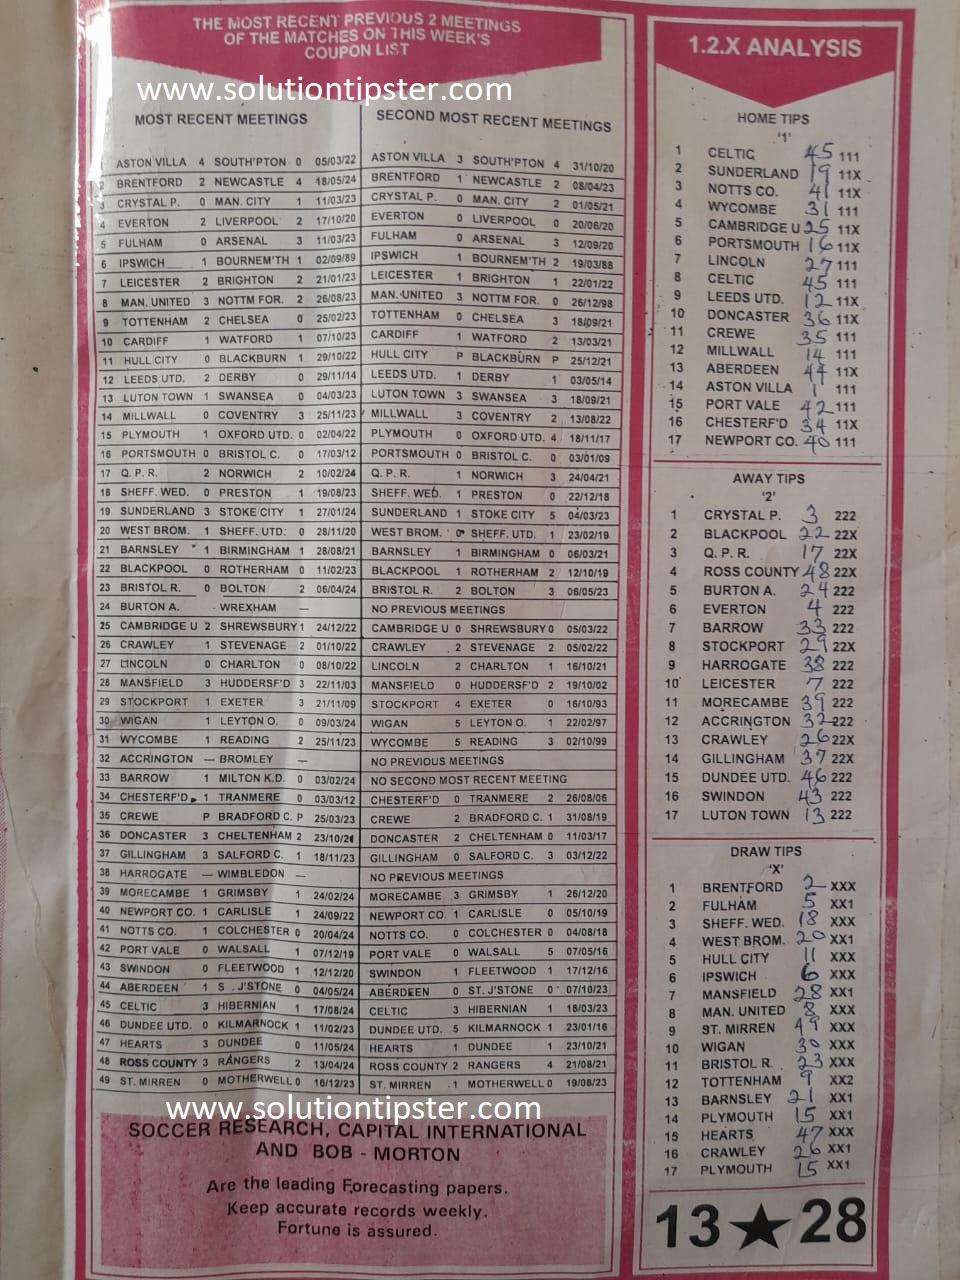 THE MOST RECENT PREVIOUS 2 MEETINGS
OF THE MATCHES ON THIS WEEK'S
COUPON LIST
www.solutiontipster.com
MOST RECENT MEETINGS
SECOND MOST RECENT MEETINGS
1 ASTON VILLA 4 SOUTH'PTON 0 05/03/22 ASTON VILLA 3 SOUTH'PTON 4 31/10/20
2 BRENTFORD 2 NEWCASTLE 4 18/05/24 BRENTFORD 1 NEWCASTLE 2 08/04/23
3 CRYSTAL P. 0 MAN. CITY 1 11/03/23 CRYSTAL P. 0 MAN. CITY 2 01/05/21
4 EVERTON 2 LIVERPOOL 2 17/10/20 EVERTON 0 LIVERPOOL 0 20/06/20
5 FULHAM 0 ARSENAL 3 11/03/23 FULHAM 0 ARSENAL 3 12/09/20
6 IPSWICH 1 BOURNEM'TH 1 02/09/89 IPSWICH 1 BOURNEM'TH 2 19/03/88
7 LEICESTER 2 BRIGHTON 2 21/01/23 LEICESTER 1 BRIGHTON 1 22/01/22
8 MAN. UNITED 3 NOTTM FOR. 2 26/08/23 MAN. UNITED 3 NOTTM FOR. 0 26/12/98
9 TOTTENHAM 2 CHELSEA 0 25/02/23 TOTTENHAM 0 CHELSEA 3 18/09/21
10 CARDIFF 1 WATFORD 1 07/10/23 CARDIFF 1 WATFORD 2 13/03/21
11 HULL CITY 0 BLACKBURN 1 29/10/22 HULL CITY P BLACKBURN P 25/12/21
12 LEEDS UTD. 2 DERBY 0 29/11/14 LEEDS UTD. 1 DERBY 1 03/05/14
13 LUTON TOWN 1 SWANSEA 0 04/03/23 LUTON TOWN 3 SWANSEA 3 18/09/21
14 MILLWALL 0 COVENTRY 3 25/11/23 MILLWALL 3 COVENTRY 2 13/08/22
15 PLYMOUTH 1 OXFORD UTD. 0 02/04/22 PLYMOUTH 0 OXFORD UTD. 4 18/11/17
16 PORTSMOUTH 0 BRISTOL C. 0 17/03/12 PORTSMOUTH 0 BRISTOL C. 0 03/01/09
17 Q. P. R. 2 NORWICH 2 10/02/24 Q. P. R. 1 NORWICH 3 24/04/21
18 SHEFF. WED. 0 PRESTON 1 19/08/23 SHEFF. WED. 1 PRESTON 0 22/12/18
19 SUNDERLAND 3 STOKE CITY 1 27/01/24 SUNDERLAND 1 STOKE CITY 5 04/03/23
20 WEST BROM. 1 SHEFF. UTD. 0 28/11/20 WEST BROM. 0 SHEFF. UTD. 1 23/02/19
21 BARNSLEY 1 BIRMINGHAM 1 28/08/21 BARNSLEY 1 BIRMINGHAM 0 06/03/21
22 BLACKPOOL 0 ROTHERHAM 0 11/02/23 BLACKPOOL 1 ROTHERHAM 2 12/10/19
23 BRISTOL R. 0 BOLTON 2 06/04/24 BRISTOL R. 2 BOLTON 3 06/05/23
24 BURTON A. - WREXHAM — NO PREVIOUS MEETINGS
25 CAMBRIDGE U 2 SHREWSBURY 1 24/12/22 CAMBRIDGE U 0 SHREWSBURY 0 05/03/22
26 CRAWLEY 1 STEVENAGE 2 01/10/22 CRAWLEY 2 STEVENAGE 2 05/02/22
27 LINCOLN 0 CHARLTON 0 08/10/22 LINCOLN 2 CHARLTON 1 16/10/21
28 MANSFIELD 3 HUDDERSF'D 3 22/11/03 MANSFIELD 0 HUDDERSF'D 2 19/10/02
29 STOCKPORT 1 EXETER 3 21/11/09 STOCKPORT 4 EXETER 0 16/10/93
30 WIGAN 1 LEYTON O. 0 09/03/24 WIGAN 5 LEYTON O. 1 22/02/97
31 WYCOMBE 1 READING 2 25/11/23 WYCOMBE 5 READING 3 02/10/99
32 ACCRINGTON — BROMLEY — NO PREVIOUS MEETINGS
33 BARROW 1 MILTON K.D. 0 03/02/24 NO SECOND MOST RECENT MEETING
34 CHESTERF'D 1 TRANMERE 0 03/03/12 CHESTERF'D 0 TRANMERE 2 26/08/06
35 CREWE P BRADFORD C. P 25/03/23 CREWE 2 BRADFORD C. 1 31/08/19
36 DONCASTER 3 CHELTENHAM 2 23/10/21 DONCASTER 2 CHELTENHAM 0 11/03/17
37 GILLINGHAM 3 SALFORD C. 1 18/11/23 GILLINGHAM 0 SALFORD C. 3 03/12/22
38 HARROGATE — WIMBLEDON — NO PREVIOUS MEETINGS
39 MORECAMBE 1 GRIMSBY 1 24/02/24 MORECAMBE 3 GRIMSBY 1 26/12/20
40 NEWPORT CO. 1 CARLISLE 1 24/09/22 NEWPORT CO. 1 CARLISLE 0 05/10/19
41 NOTTS CO. 1 COLCHESTER 0 20/04/24 NOTTS CO. 0 COLCHESTER 0 04/08/18
42 PORT VALE 0 WALSALL 1 07/12/19 PORT VALE 0 WALSALL 5 07/05/16
43 SWINDON 0 FLEETWOOD 1 12/12/20 SWINDON 1 FLEETWOOD 1 17/12/16
44 ABERDEEN 1 S .J'STONE 0 04/05/24 ABERDEEN 0 ST. J'STONE 0 07/10/23
45 CELTIC 3 HIBERNIAN 1 17/08/24 CELTIC 3 HIBERNIAN 1 18/03/23
46 DUNDEE UTD. 0 KILMARNOCK 1 11/02/23 DUNDEE UTD. 5 KILMARNOCK 1 23/01/16
47 HEARTS 3 DUNDEE 0 11/05/24 HEARTS 1 DUNDEE 1 23/10/21
48 ROSS COUNTY 3 RANGERS 2 13/04/24 ROSS COUNTY 2 RANGERS 4 21/08/21
49 ST. MIRREN 0 MOTHERWELL 0 16/12/23 ST. MIRREN 1 MOTHERWELL 0 19/08/23
www.solutiontipster.com
SOCCER RESEARCH, CAPITAL INTERNATIONAL
AND BOB - MORTON
Are the leading Forecasting papers.
Keep accurate records weekly.
Fortune is assured.
1.2.X ANALYSIS
HOME TIPS
'1'
1 CELTIC 45 111
2 SUNDERLAND 19 11X
3 NOTTS CO. 41 11X
4 WYCOMBE 31 111
5 CAMBRIDGE U 25 11X
6 PORTSMOUTH 16 11X
7 LINCOLN 27 111
8 CELTIC 45 111
9 LEEDS UTD. 12 11X
10 DONCASTER 36 11X
11 CREWE 35 111
12 MILLWALL 14 111
13 ABERDEEN 44 11X
14 ASTON VILLA 1 111
15 PORT VALE 42 111
16 CHESTERF'D 34 11X
17 NEWPORT CO. 40 111
AWAY TIPS
'2'
1 CRYSTAL P. 3 222
2 BLACKPOOL 22 22X
3 Q. P. R. 17 22X
4 ROSS COUNTY 48 22X
5 BURTON A. 24 222
6 EVERTON 4 222
7 BARROW 33 222
8 STOCKPORT 29 22X
9 HARROGATE 38 222
10 LEICESTER 7 222
11 MORECAMBE 39 222
12 ACCRINGTON 32 222
13 CRAWLEY 26 22X
14 GILLINGHAM 37 22X
15 DUNDEE UTD. 46 222
16 SWINDON 43 222
17 LUTON TOWN 13 222
DRAW TIPS
'X'
1 BRENTFORD 2 XXX
2 FULHAM 5 XX1
3 SHEFF. WED. 18 XXX
4 WEST BROM. 20 XX1
5 HULL CITY 11 XXX
6 IPSWICH 6 XXX
7 MANSFIELD 28 XX1
8 MAN. UNITED 8 XXX
9 ST. MIRREN 49 XXX
10 WIGAN 30 XXX
11 BRISTOL R. 23 XXX
12 TOTTENHAM 9 XX2
13 BARNSLEY 21 XX1
14 PLYMOUTH 15 XX1
15 HEARTS 47 XXX
16 CRAWLEY 26 XX1
17 PLYMOUTH 15 XX1
13 ★ 28